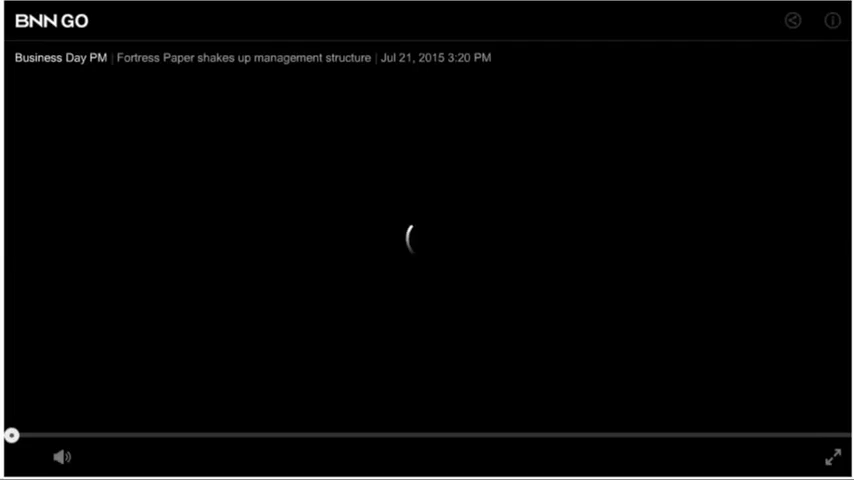 BNN GO
Business Day PM | Fortress Paper shakes up management structure | Jul 21, 2015 3:20 PM